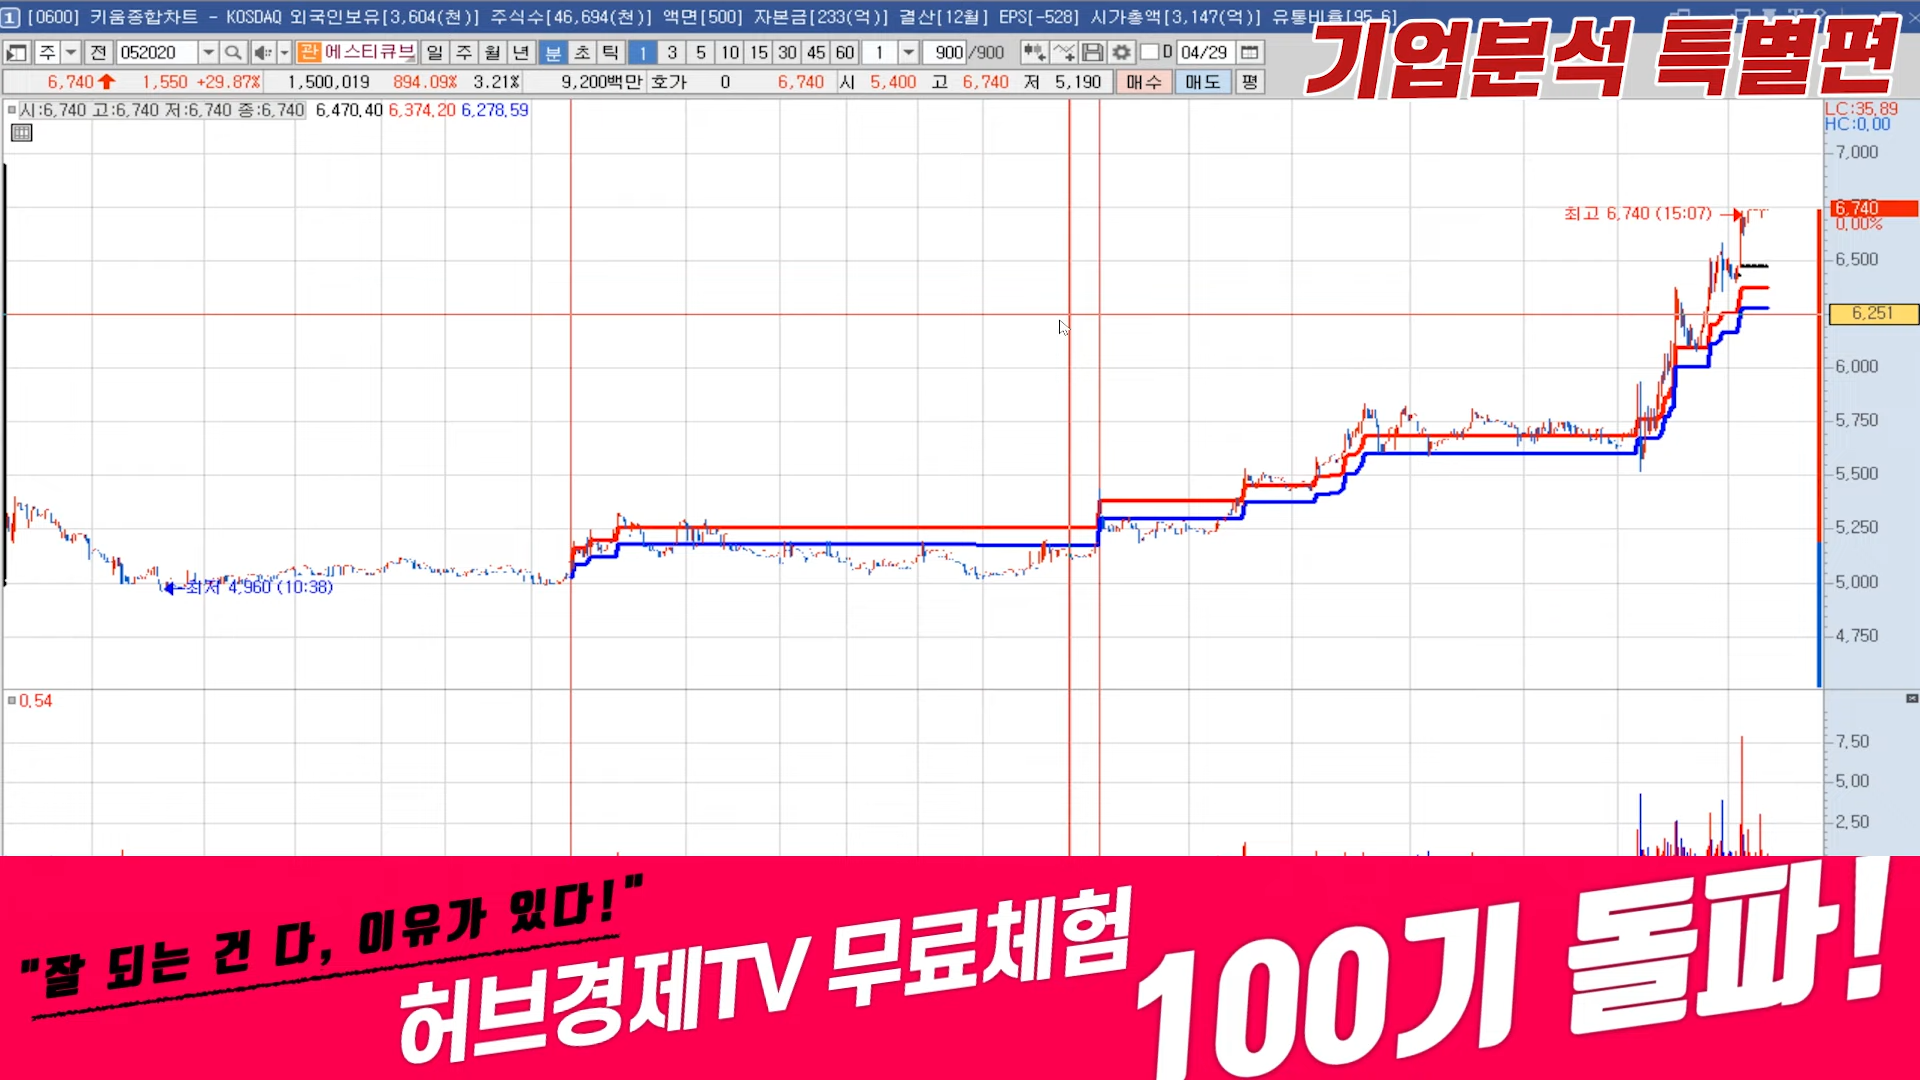 1 [0600] 키움종합차트 - KOSDAQ 외국인보유[3,604(천)] 주식수[46,694(천)] 액면[500] 자본금[233(억)] 결산[12월] EPS[-528] 시가총액[3,147(억)] 유통비율[95,6]
기업분석 특별편
주 전 052020 관 에스티큐브 일 주 월 년 분 초 틱 1 3 5 10 15 30 45 60 1 900 /900 D 04/29
6,740 1,550 +29.87% 1,500,019 894.09% 3.21% 9,200백만 호가 0 6,740 시 5,400 고 6,740 저 5,190 매수 매도 평
시:6,740 고:6,740 저:6,740 종:6,740 6,470.40 6,374.20 6,278.59
LC:35.89
HC:0.00
7,000
최고 6,740 (15:07)
6,740
0.00%
6,500
6,251
6,000
5,750
5,500
5,250
5,000
최저 4,960 (10:38)
4,750
0.54
7.50
5.00
2.50
"잘 되는 건 다, 이유가 있다!"
허브경제TV 무료체험
100기 돌파!